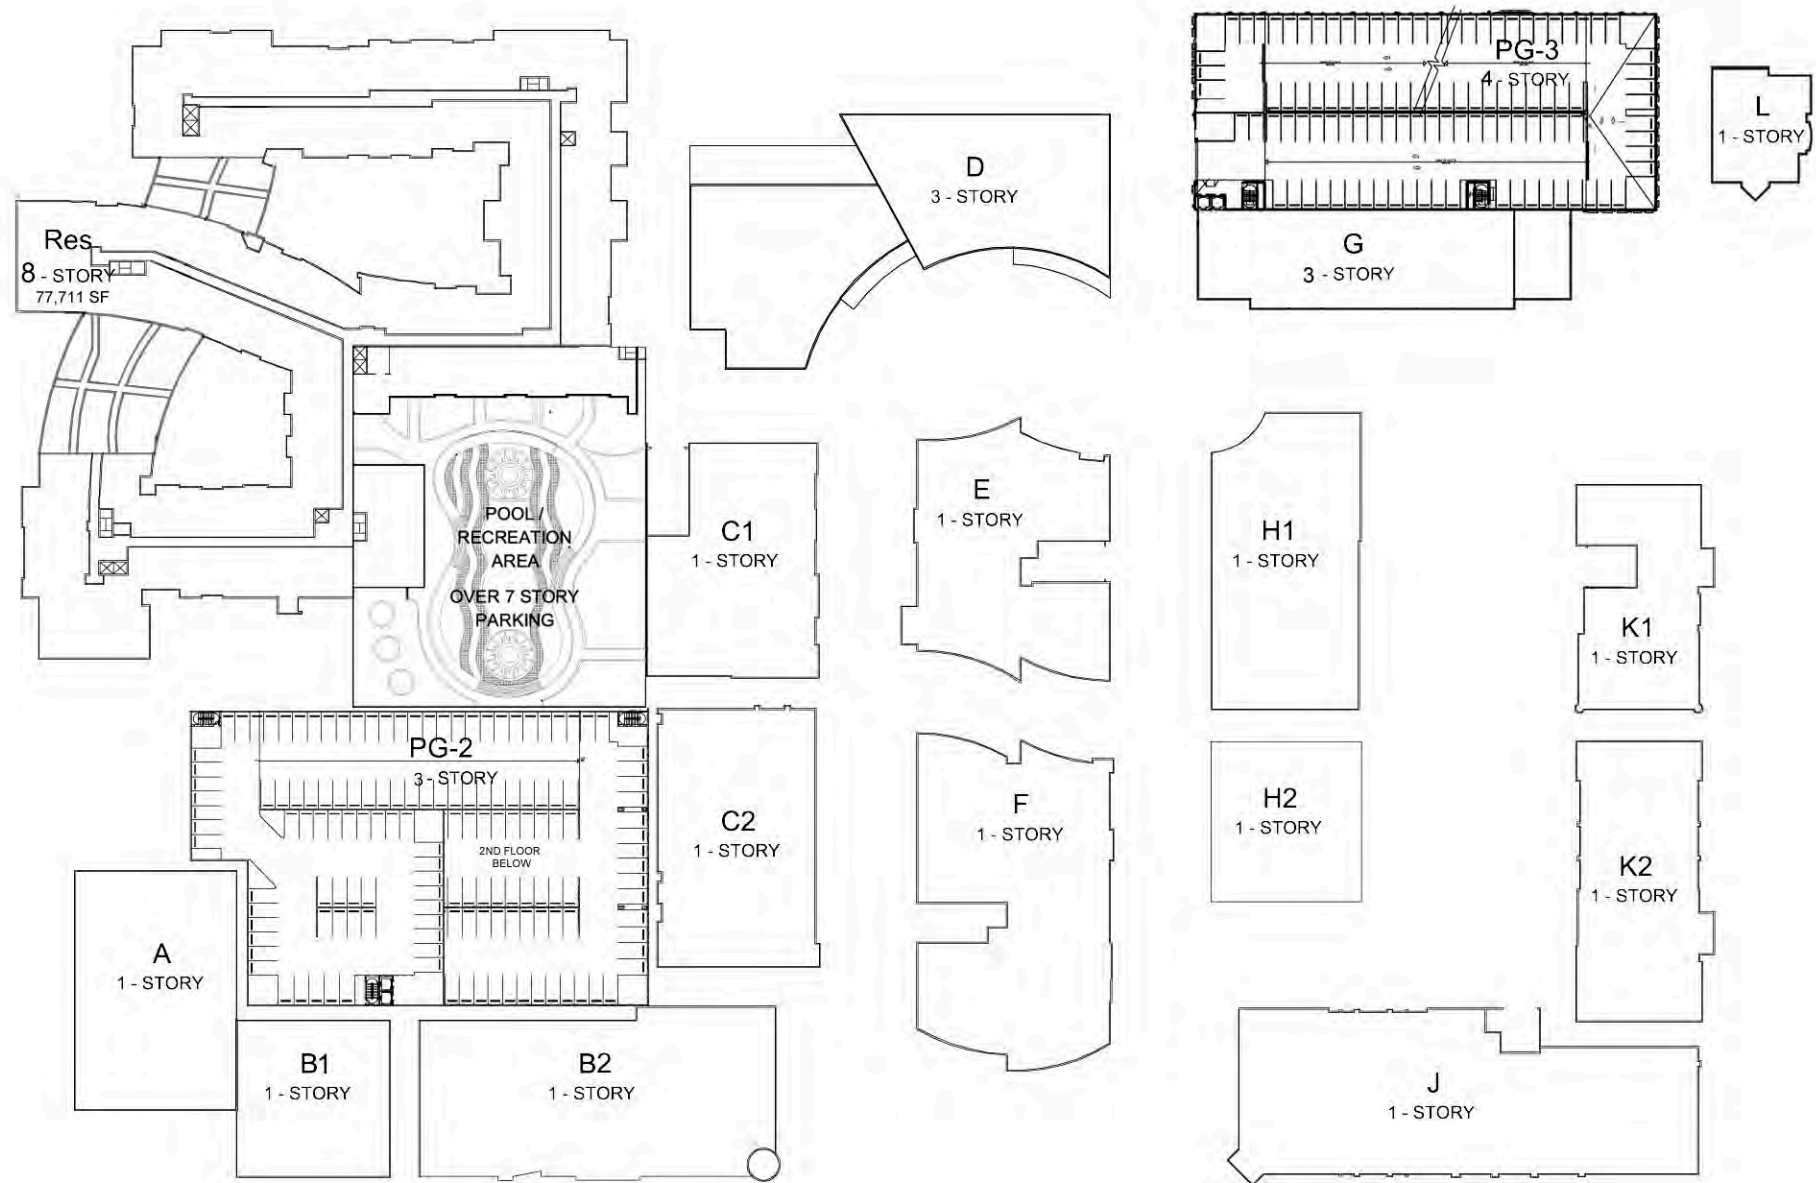 PG-3
4 - STORY
L
1 - STORY
D
3 - STORY
Res
8 - STORY
77,711 SF
G
3 - STORY
E
1 - STORY
C1
1 - STORY
H1
1 - STORY
POOL /
RECREATION
AREA
OVER 7 STORY
PARKING
K1
1 - STORY
PG-2
3 - STORY
2ND FLOOR
BELOW
C2
1 - STORY
F
1 - STORY
H2
1 - STORY
K2
1 - STORY
A
1 - STORY
B1
1 - STORY
B2
1 - STORY
J
1 - STORY